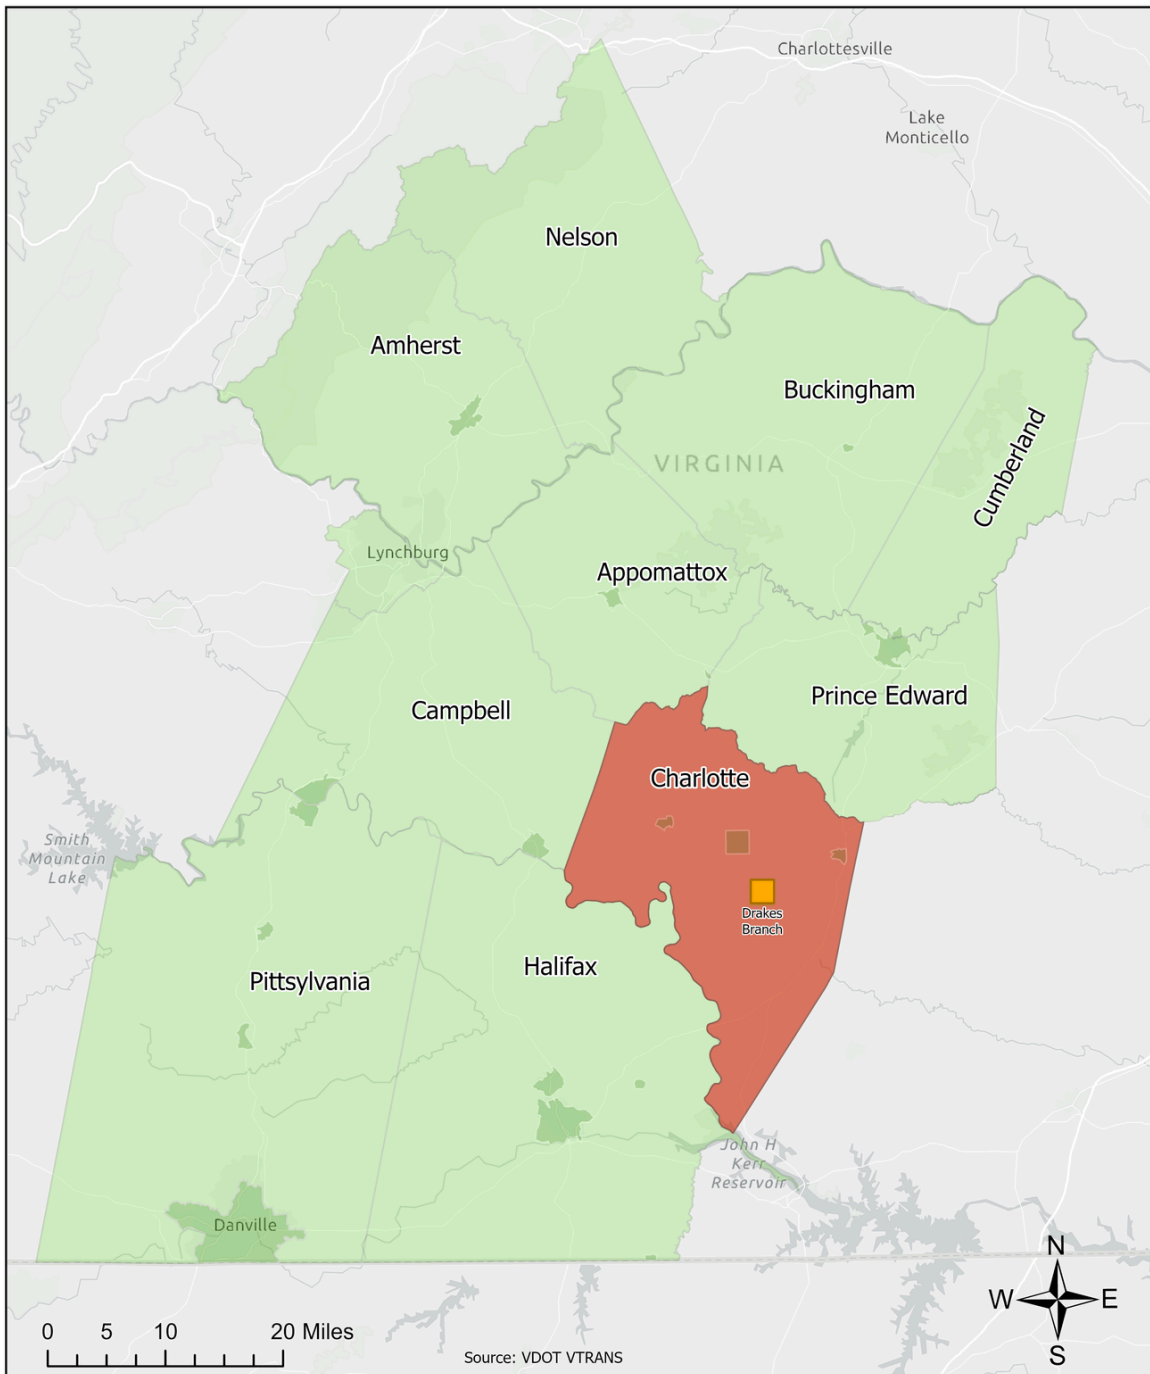 Charlottesville
Lake
Monticello
Nelson
Amherst
Buckingham
Cumberland
VIRGINIA
Lynchburg
Appomattox
Prince Edward
Campbell
Charlotte
Smith
Mountain
Lake
Drakes
Branch
Halifax
Pittsylvania
John H
Kerr
Reservoir
Danville
N
W E
S
0 5 10 20 Miles
Source: VDOT VTRANS